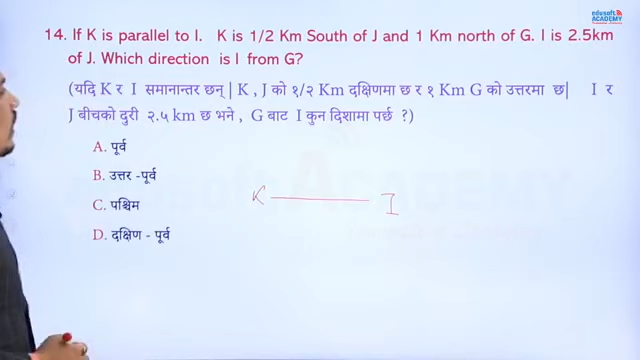 edusoft
ACADEMY
14. If K is parallel to I. K is 1/2 Km South of J and 1 Km north of G. I is 2.5km
of J. Which direction is I from G?
(यदि K र I समानान्तर छन् | K , J को १/२ Km दक्षिणमा छ र १ Km G को उत्तरमा छ| I र
J बीचको दुरी २.५ km छ भने , G बाट I कुन दिशामा पर्छ ?)
A. पूर्व
B. उत्तर -पूर्व
C. पश्चिम
D. दक्षिण - पूर्व
K I